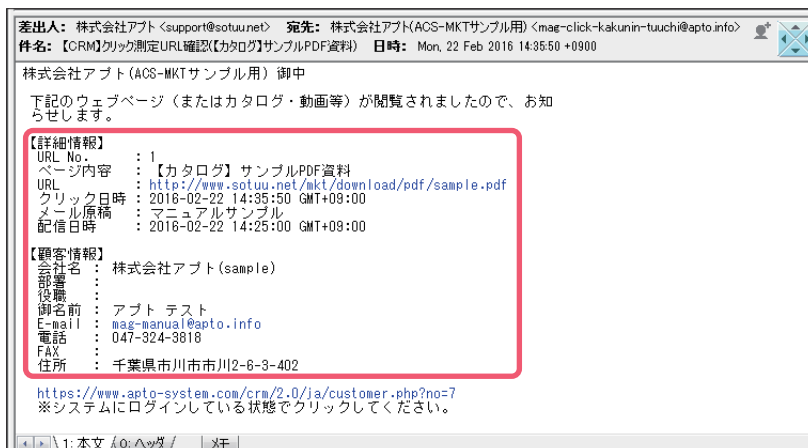 差出人: 株式会社アプト <support@sotuu.net> 宛先: 株式会社アプト(ACS-MKTサンプル用) <mag-click-kakunin-tuuchi@apto.info>
件名: 【CRM】クリック測定URL確認(【カタログ】サンプルPDF資料) 日時: Mon, 22 Feb 2016 14:35:50 +0900
株式会社アプト(ACS-MKTサンプル用) 御中
下記のウェブページ（またはカタログ・動画等）が閲覧されましたので、お知
らせします。
【詳細情報】
URL No. : 1
ページ内容 : 【カタログ】サンプルPDF資料
URL : http://www.sotuu.net/mkt/download/pdf/sample.pdf
クリック日時 : 2016-02-22 14:35:50 GMT+09:00
メール原稿 : マニュアルサンプル
配信日時 : 2016-02-22 14:25:00 GMT+09:00
【顧客情報】
会社名 : 株式会社アプト(sample)
部署 :
役職 :
御名前 : アプト テスト
E-mail : mag-manual@apto.info
電話 : 047-324-3818
FAX :
住所 : 千葉県市川市市川2-6-3-402
https://www.apto-system.com/crm/2.0/ja/customer.php?no=7
※システムにログインしている状態でクリックしてください。
1: 本文 / 0: ヘッダ / メモ